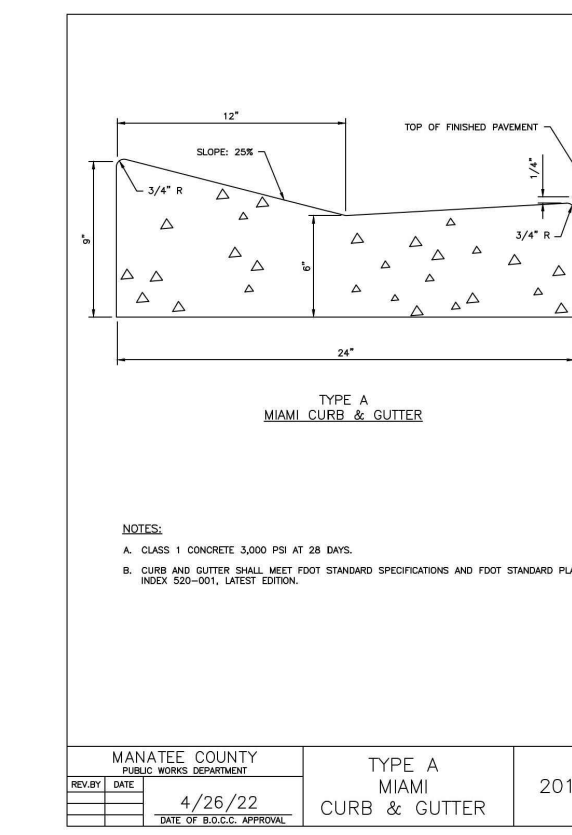 12"
TOP OF FINISHED PAVEMENT
SLOPE: 25%
1/4"
3/4" R
3/4" R
9"
6"
24"
TYPE A
MIAMI CURB & GUTTER
NOTES:
A. CLASS 1 CONCRETE 3,000 PSI AT 28 DAYS.
B. CURB AND GUTTER SHALL MEET FDOT STANDARD SPECIFICATIONS AND FDOT STANDARD
INDEX 520-001, LATEST EDITION.
MANATEE COUNTY
PUBLIC WORKS DEPARTMENT
REV.BY DATE
4/26/22
DATE OF B.O.C.C. APPROVAL
TYPE A
MIAMI
CURB & GUTTER
201